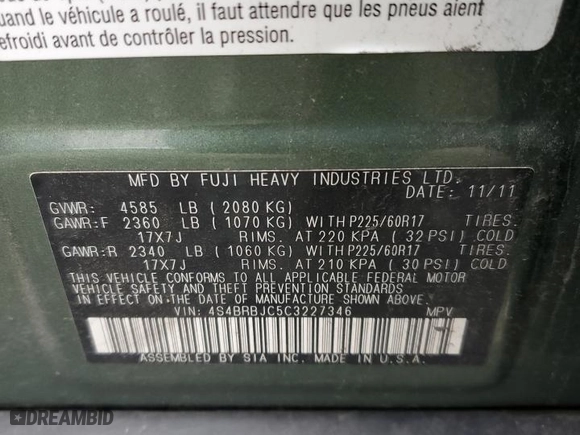 quand le véhicule a roulé, il faut attendre que les pneus aient
refroidi avant de contrôler la pression.
MFD BY FUJI HEAVY INDUSTRIES LTD.
DATE: 11/11
GVWR: 4585 LB (2080 KG)
GAWR:F 2360 LB (1070 KG) WITH P225/60R17 TIRES.
17X7J RIMS. AT 220 KPA (32 PSI) COLD
GAWR:R 2340 LB (1060 KG) WITH P225/60R17 TIRES.
17X7J RIMS. AT 210 KPA (30 PSI) COLD
THIS VEHICLE CONFORMS TO ALL APPLICABLE FEDERAL MOTOR
VEHICLE SAFETY AND THEFT PREVENTION STANDARDS
IN EFFECT ON THE DATE OF MANUFACTURE SHOWN ABOVE.
VIN: 4S4BRBJC5C3227346 MPV
ASSEMBLED BY SIA INC. MADE IN U.S.A.
DREAMBID